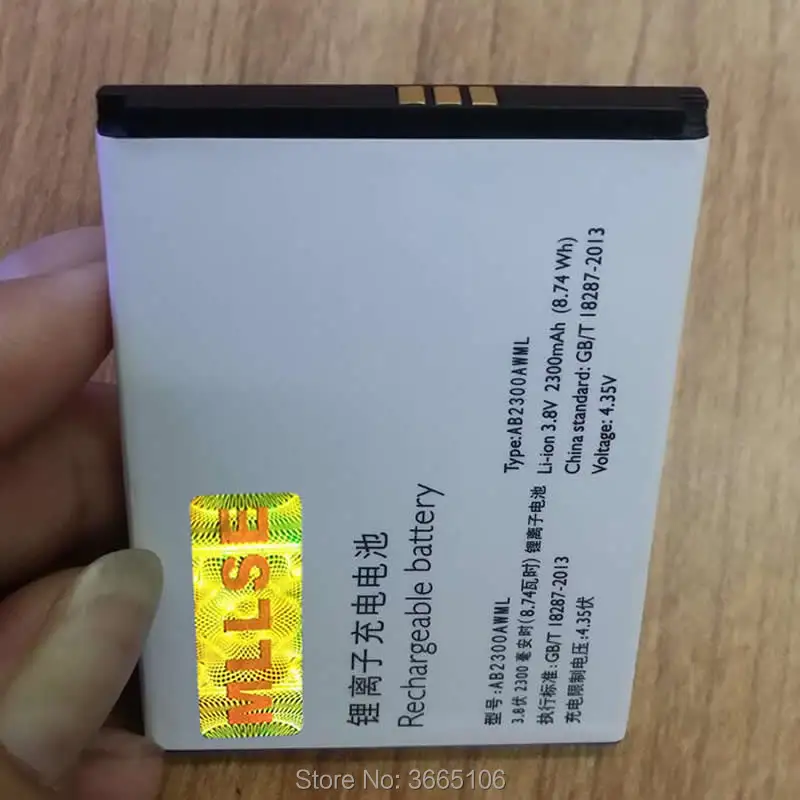 锂离子充电电池
Rechargeable battery
型号:AB2300AWML
3.8伏 2300 毫安时(8.74瓦时) 锂离子电池
执行标准:GB/T 18287-2013
充电限制电压:4.35伏
Type:AB2300AWML
Li-ion 3.8V 2300mAh (8.74 Wh)
China standard: GB/T 18287-2013
Voltage: 4.35V
MLLSE
Store No: 3665106